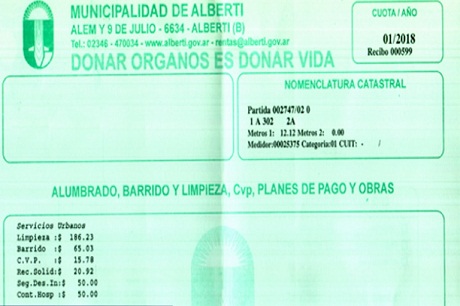 MUNICIPALIDAD DE ALBERTI
ALEM Y 9 DE JULIO - 6634 - ALBERTI (B)
Tel.: 02346 - 470034 - www.alberti.gov.ar - rentas@alberti.gov.ar
DONAR ORGANOS ES DONAR VIDA
CUOTA / AÑO
01/2018
Recibo 000599
NOMENCLATURA CATASTRAL
Partida 002747/02 0
1 A 302 2A
Metros 1: 12.12 Metros 2: 0.00
Medidor:00025375 Categoria:01 CUIT: - /
ALUMBRADO, BARRIDO Y LIMPIEZA, Cvp, PLANES DE PAGO Y OBRAS
Servicios Urbanos
Limpieza :$ 186.23
Barrido :$ 65.03
C.V.P. :$ 15.78
Rec.Solid:$ 20.92
Seg.Des.In:$ 50.00
Cont.Hosp :$ 50.00